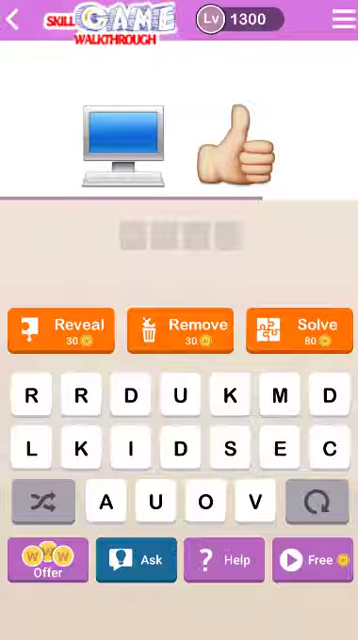 SKILL GAME
WALKTHROUGH
Lv 1300
Reveal
30
Remove
30
Solve
80
R R D U K M D
L K I D S E C
A U O V
W W W
Offer
Ask
? Help
Free